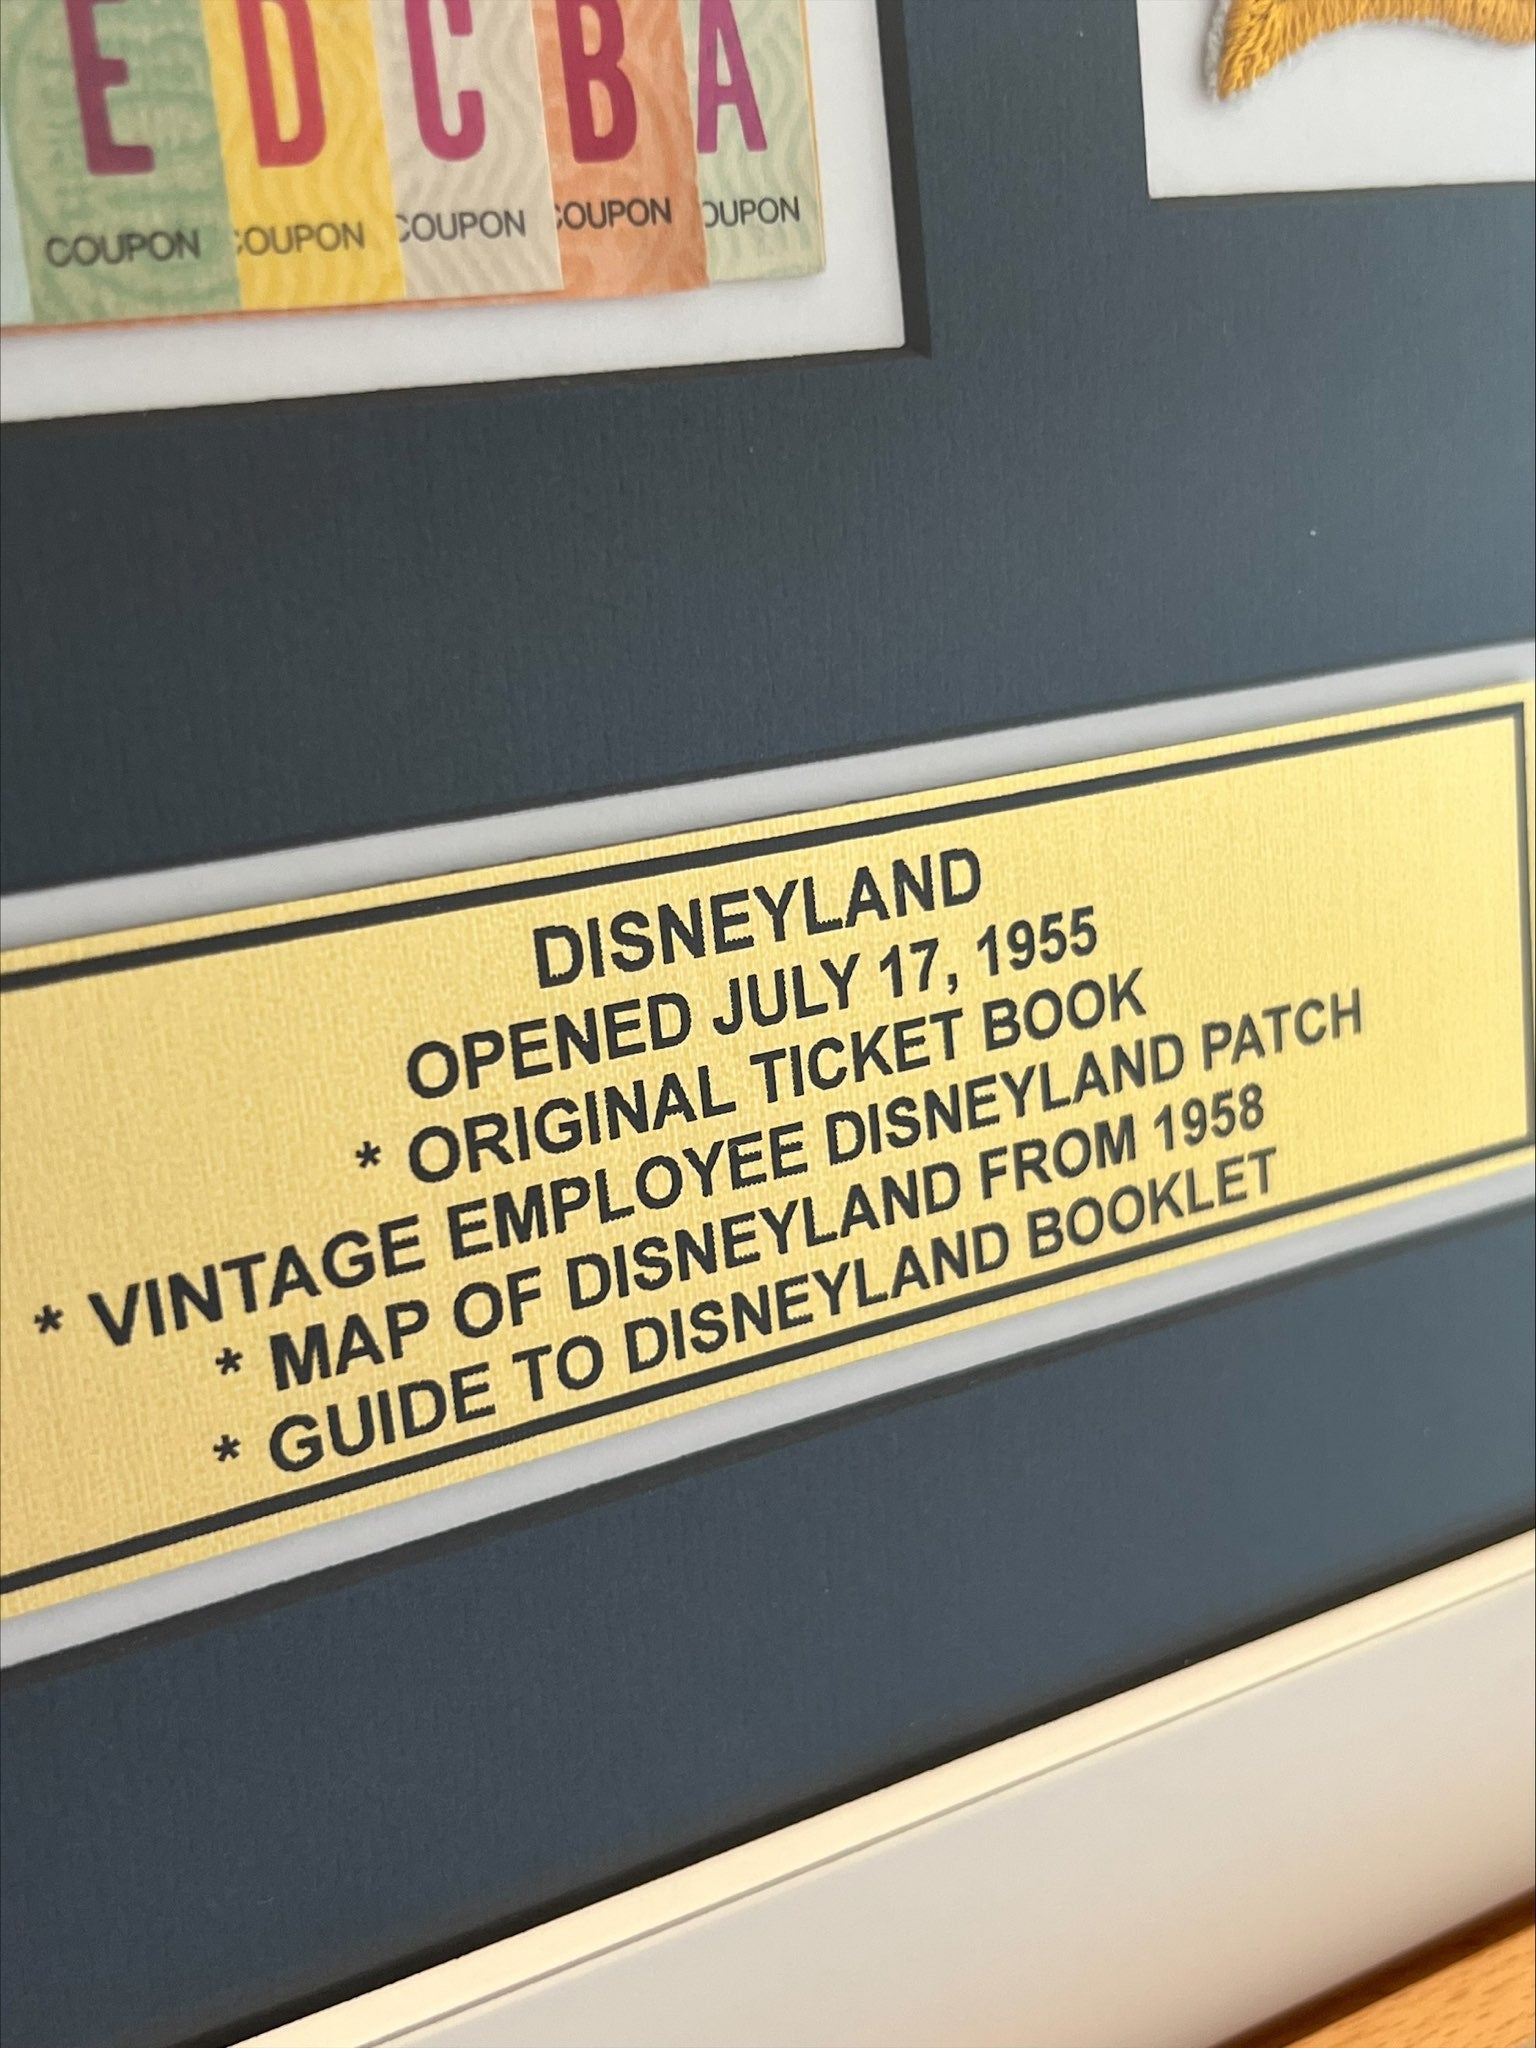 E D C B A
COUPON COUPON COUPON COUPON COUPON
DISNEYLAND
OPENED JULY 17, 1955
* ORIGINAL TICKET BOOK
* VINTAGE EMPLOYEE DISNEYLAND PATCH
* MAP OF DISNEYLAND FROM 1958
* GUIDE TO DISNEYLAND BOOKLET